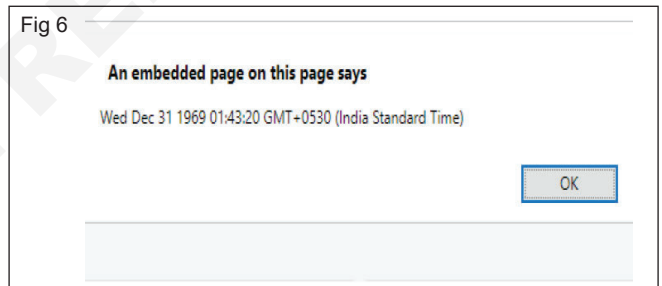 Fig 6
An embedded page on this page says
Wed Dec 31 1969 01:43:20 GMT+0530 (India Standard Time)
OK